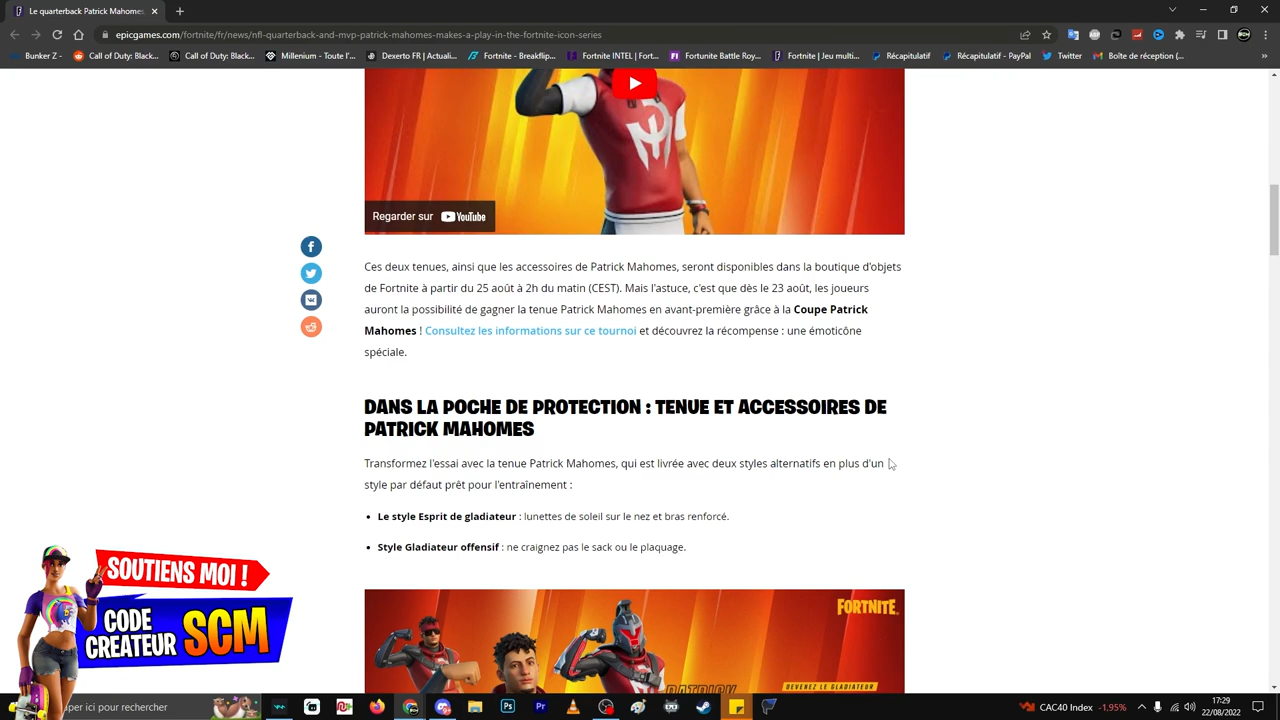 Le quarterback Patrick Mahomes
epicgames.com/fortnite/fr/news/nfl-quarterback-and-mvp-patrick-mahomes-makes-a-play-in-the-fortnite-icon-series
Bunker Z Call of Duty: Black... Call of Duty: Black... Millenium - Toute l'... Dexerto FR | Actuali... Fortnite - Breakflip... Fortnite INTEL | Fort... Fortunite Battle Roy... Fortnite | Jeu multi... Récapitulatif Récapitulatif - PayPal Twitter Boîte de réception (... »
Regarder sur YouTube
Ces deux tenues, ainsi que les accessoires de Patrick Mahomes, seront disponibles dans la boutique d'objets
de Fortnite à partir du 25 août à 2h du matin (CEST). Mais l'astuce, c'est que dès le 23 août, les joueurs
auront la possibilité de gagner la tenue Patrick Mahomes en avant-première grâce à la Coupe Patrick
Mahomes ! Consultez les informations sur ce tournoi et découvrez la récompense : une émoticône
spéciale.
DANS LA POCHE DE PROTECTION : TENUE ET ACCESSOIRES DE
PATRICK MAHOMES
Transformez l'essai avec la tenue Patrick Mahomes, qui est livrée avec deux styles alternatifs en plus d'un
style par défaut prêt pour l'entraînement :
• Le style Esprit de gladiateur : lunettes de soleil sur le nez et bras renforcé.
• Style Gladiateur offensif : ne craignez pas le sack ou le plaquage.
FORTNITE
PATRICK
DEVENEZ LE GLADIATEUR
SOUTIENS MOI !
CODE
CREATEUR SCM
aper ici pour rechercher
CAC40 Index -1.95%
17:29
22/08/2022